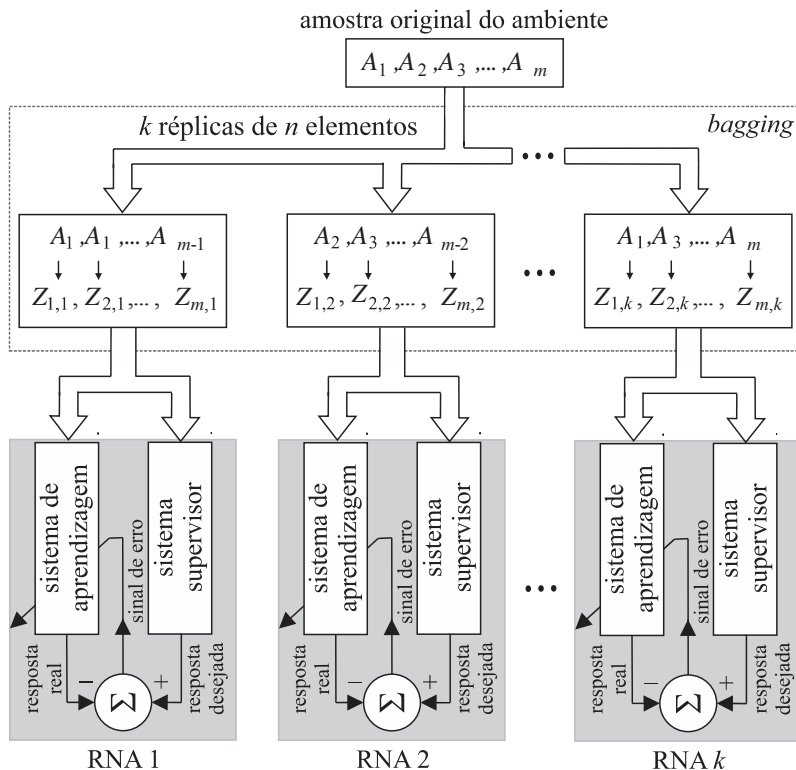 amostra original do ambiente
A1 ,A2 ,A3 ,...,A m
k réplicas de n elementos
bagging
A1 ,A1 ,...,A m-1
Z1,1 , Z2,1 ,..., Zm,1
A2 ,A3 ,...,A m-2
Z1,2 , Z2,2 ,..., Zm,2
A1 ,A3 ,...,A m
Z1,k , Z2,k ,..., Zm,k
sistema de aprendizagem
sinal de erro
sistema supervisor
resposta real
−
Σ
+
resposta desejada
RNA 1
sistema de aprendizagem
sinal de erro
sistema supervisor
resposta real
−
Σ
+
resposta desejada
RNA 2
sistema de aprendizagem
sinal de erro
sistema supervisor
resposta real
−
Σ
+
resposta desejada
RNA k